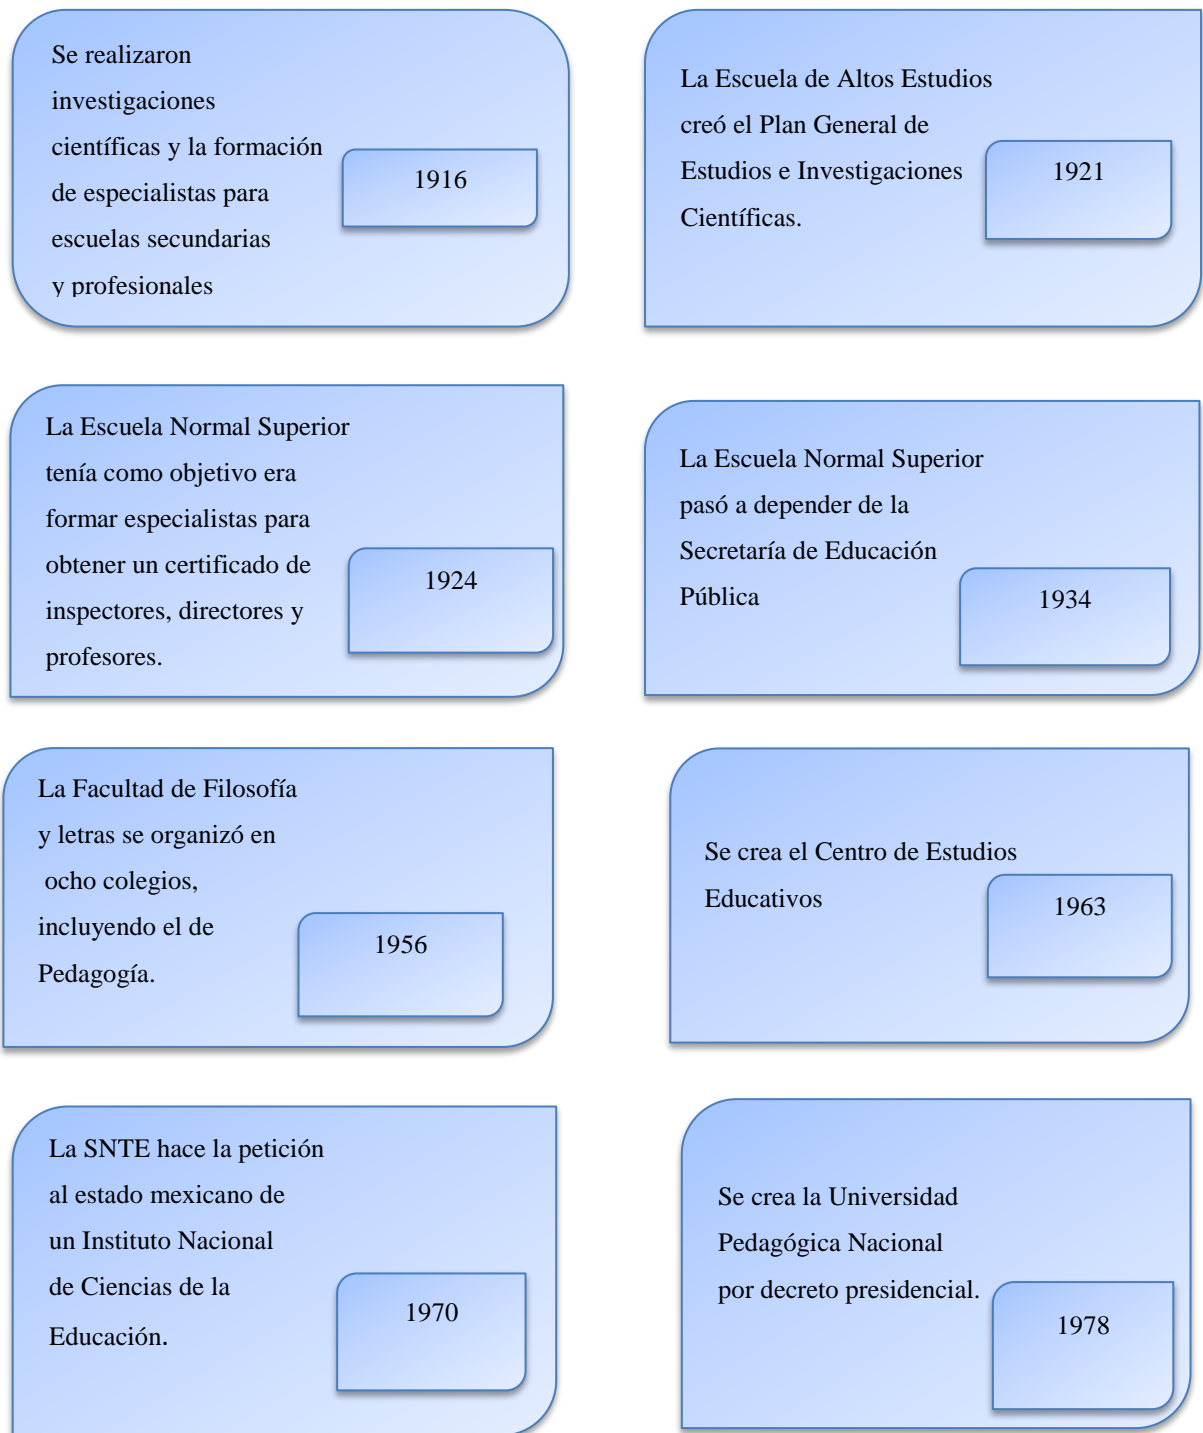 Se realizaron
investigaciones
científicas y la formación
de especialistas para
escuelas secundarias
y profesionales
1916
La Escuela de Altos Estudios
creó el Plan General de
Estudios e Investigaciones
Científicas.
1921
La Escuela Normal Superior
tenía como objetivo era
formar especialistas para
obtener un certificado de
inspectores, directores y
profesores.
1924
La Escuela Normal Superior
pasó a depender de la
Secretaría de Educación
Pública
1934
La Facultad de Filosofía
y letras se organizó en
ocho colegios,
incluyendo el de
Pedagogía.
1956
Se crea el Centro de Estudios
Educativos
1963
La SNTE hace la petición
al estado mexicano de
un Instituto Nacional
de Ciencias de la
Educación.
1970
Se crea la Universidad
Pedagógica Nacional
por decreto presidencial.
1978